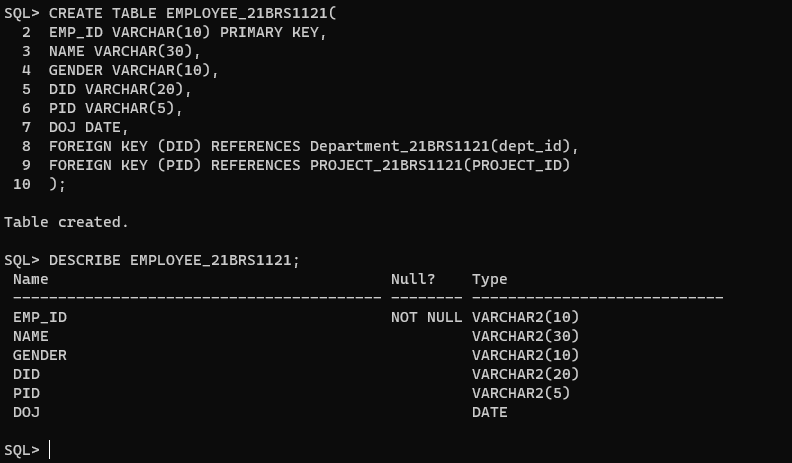 SQL> CREATE TABLE EMPLOYEE_21BRS1121(
  2  EMP_ID VARCHAR(10) PRIMARY KEY,
  3  NAME VARCHAR(30),
  4  GENDER VARCHAR(10),
  5  DID VARCHAR(20),
  6  PID VARCHAR(5),
  7  DOJ DATE,
  8  FOREIGN KEY (DID) REFERENCES Department_21BRS1121(dept_id),
  9  FOREIGN KEY (PID) REFERENCES PROJECT_21BRS1121(PROJECT_ID)
 10  );
Table created.
SQL> DESCRIBE EMPLOYEE_21BRS1121;
 Name                                      Null?    Type
 ----------------------------------------- -------- ----------------------------
 EMP_ID                                    NOT NULL VARCHAR2(10)
 NAME                                               VARCHAR2(30)
 GENDER                                             VARCHAR2(10)
 DID                                                VARCHAR2(20)
 PID                                                VARCHAR2(5)
 DOJ                                                DATE
SQL>